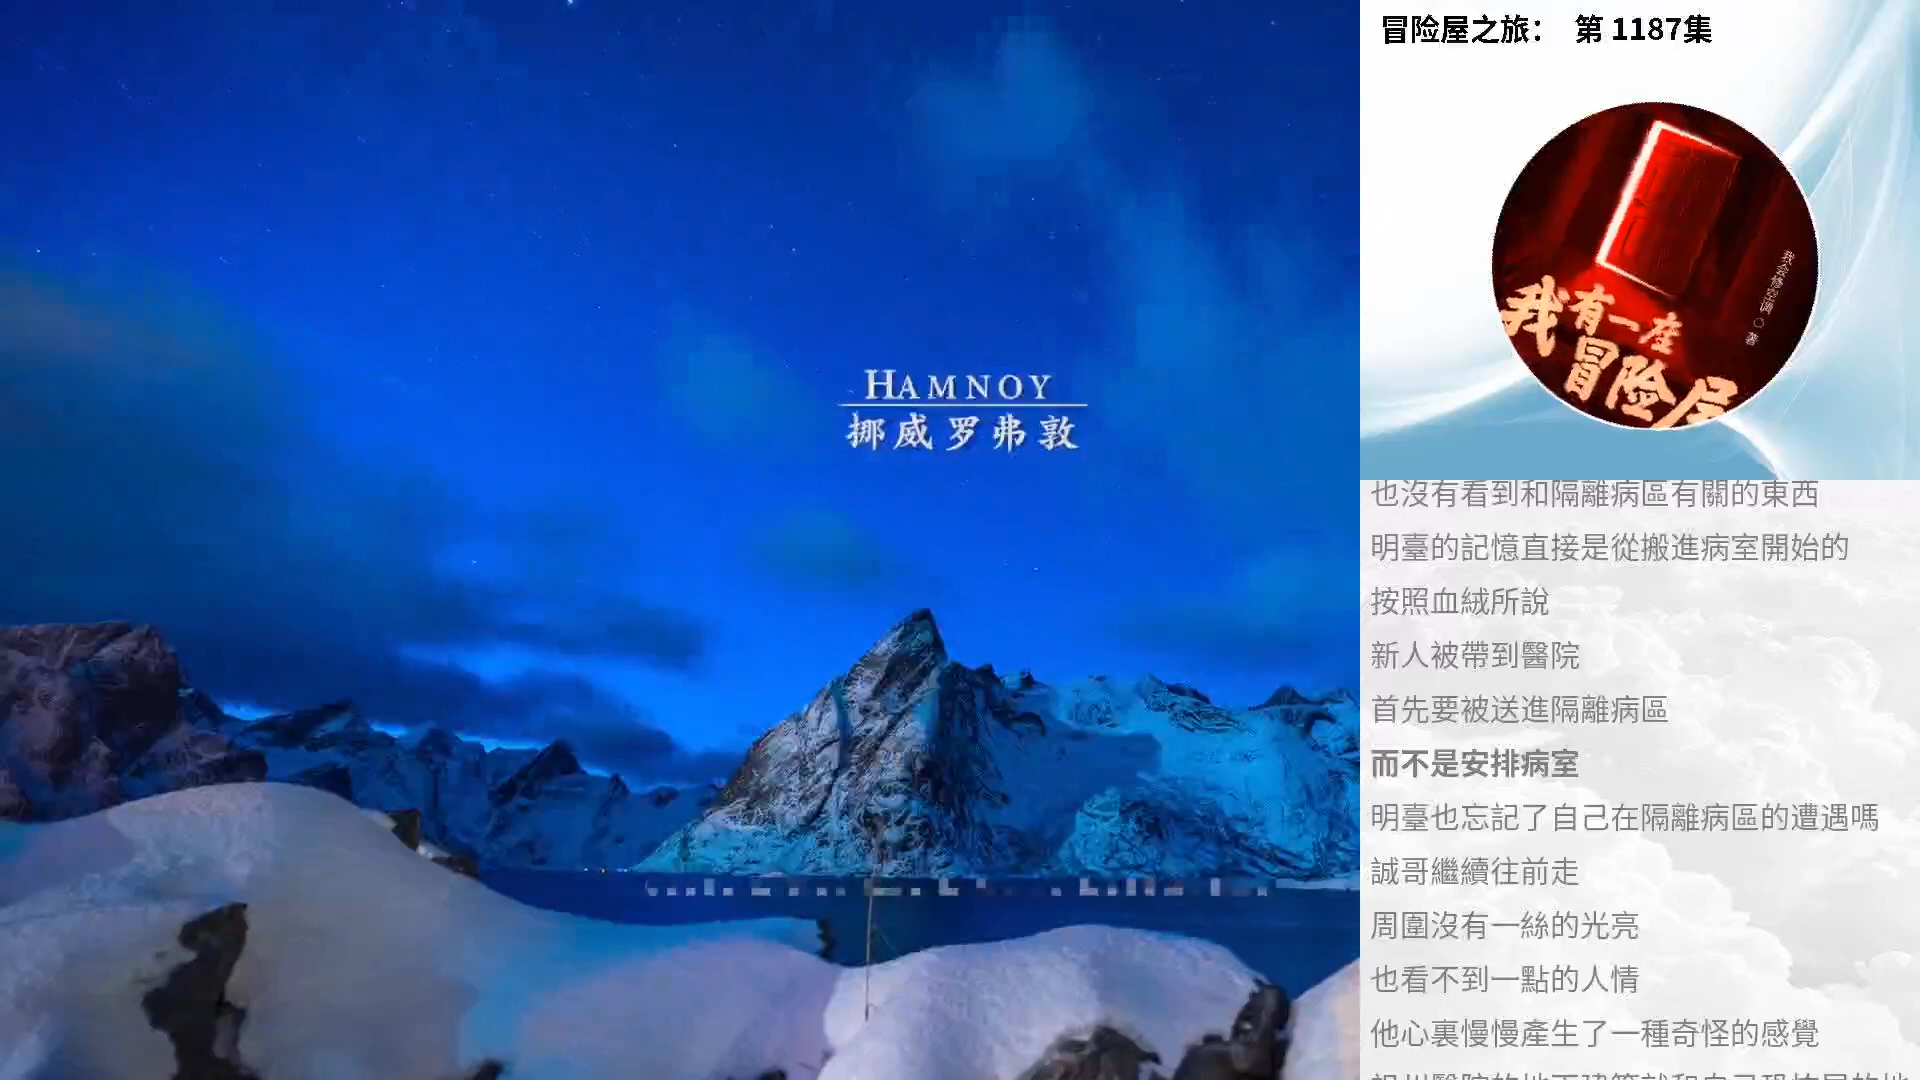 HAMNOY
挪威罗弗敦
冒险屋之旅： 第 1187集
我有一座
冒险屋
也沒有看到和隔離病區有關的東西
明臺的記憶直接是從搬進病室開始的
按照血絨所說
新人被帶到醫院
首先要被送進隔離病區
而不是安排病室
明臺也忘記了自己在隔離病區的遭遇嗎
誠哥繼續往前走
周圍沒有一絲的光亮
也看不到一點的人情
他心裏慢慢產生了一種奇怪的感覺